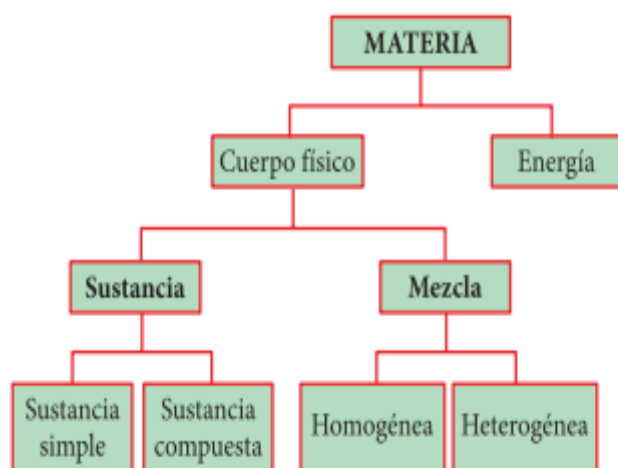 MATERIA
Cuerpo físico
Energía
Sustancia
Mezcla
Sustancia
simple
Sustancia
compuesta
Homogénea
Heterogénea